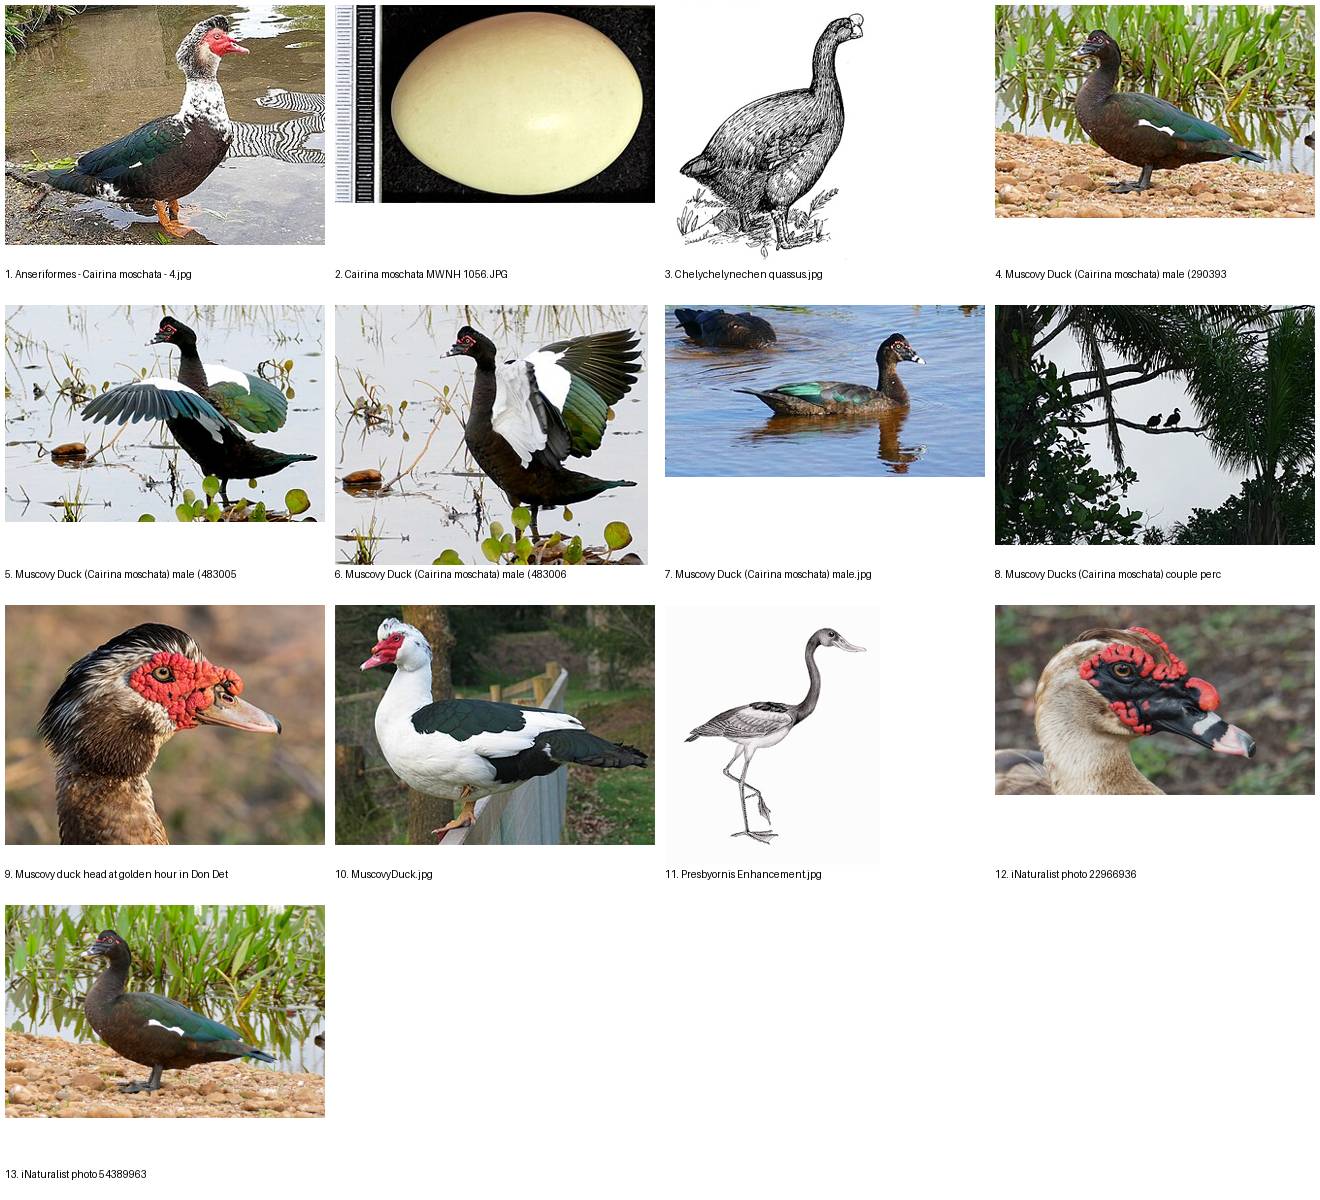 1. Anseriformes - Cairina moschata - 4.jpg
2. Cairina moschata MWNH 1056.JPG
3. Chelychelynechen quassus.jpg
4. Muscovy Duck (Cairina moschata) male (290393
5. Muscovy Duck (Cairina moschata) male (483005
6. Muscovy Duck (Cairina moschata) male (483006
7. Muscovy Duck (Cairina moschata) male.jpg
8. Muscovy Ducks (Cairina moschata) couple perc
9. Muscovy duck head at golden hour in Don Det
10. MuscovyDuck.jpg
11. Presbyornis Enhancement.jpg
12. iNaturalist photo 22966936
13. iNaturalist photo 54389963